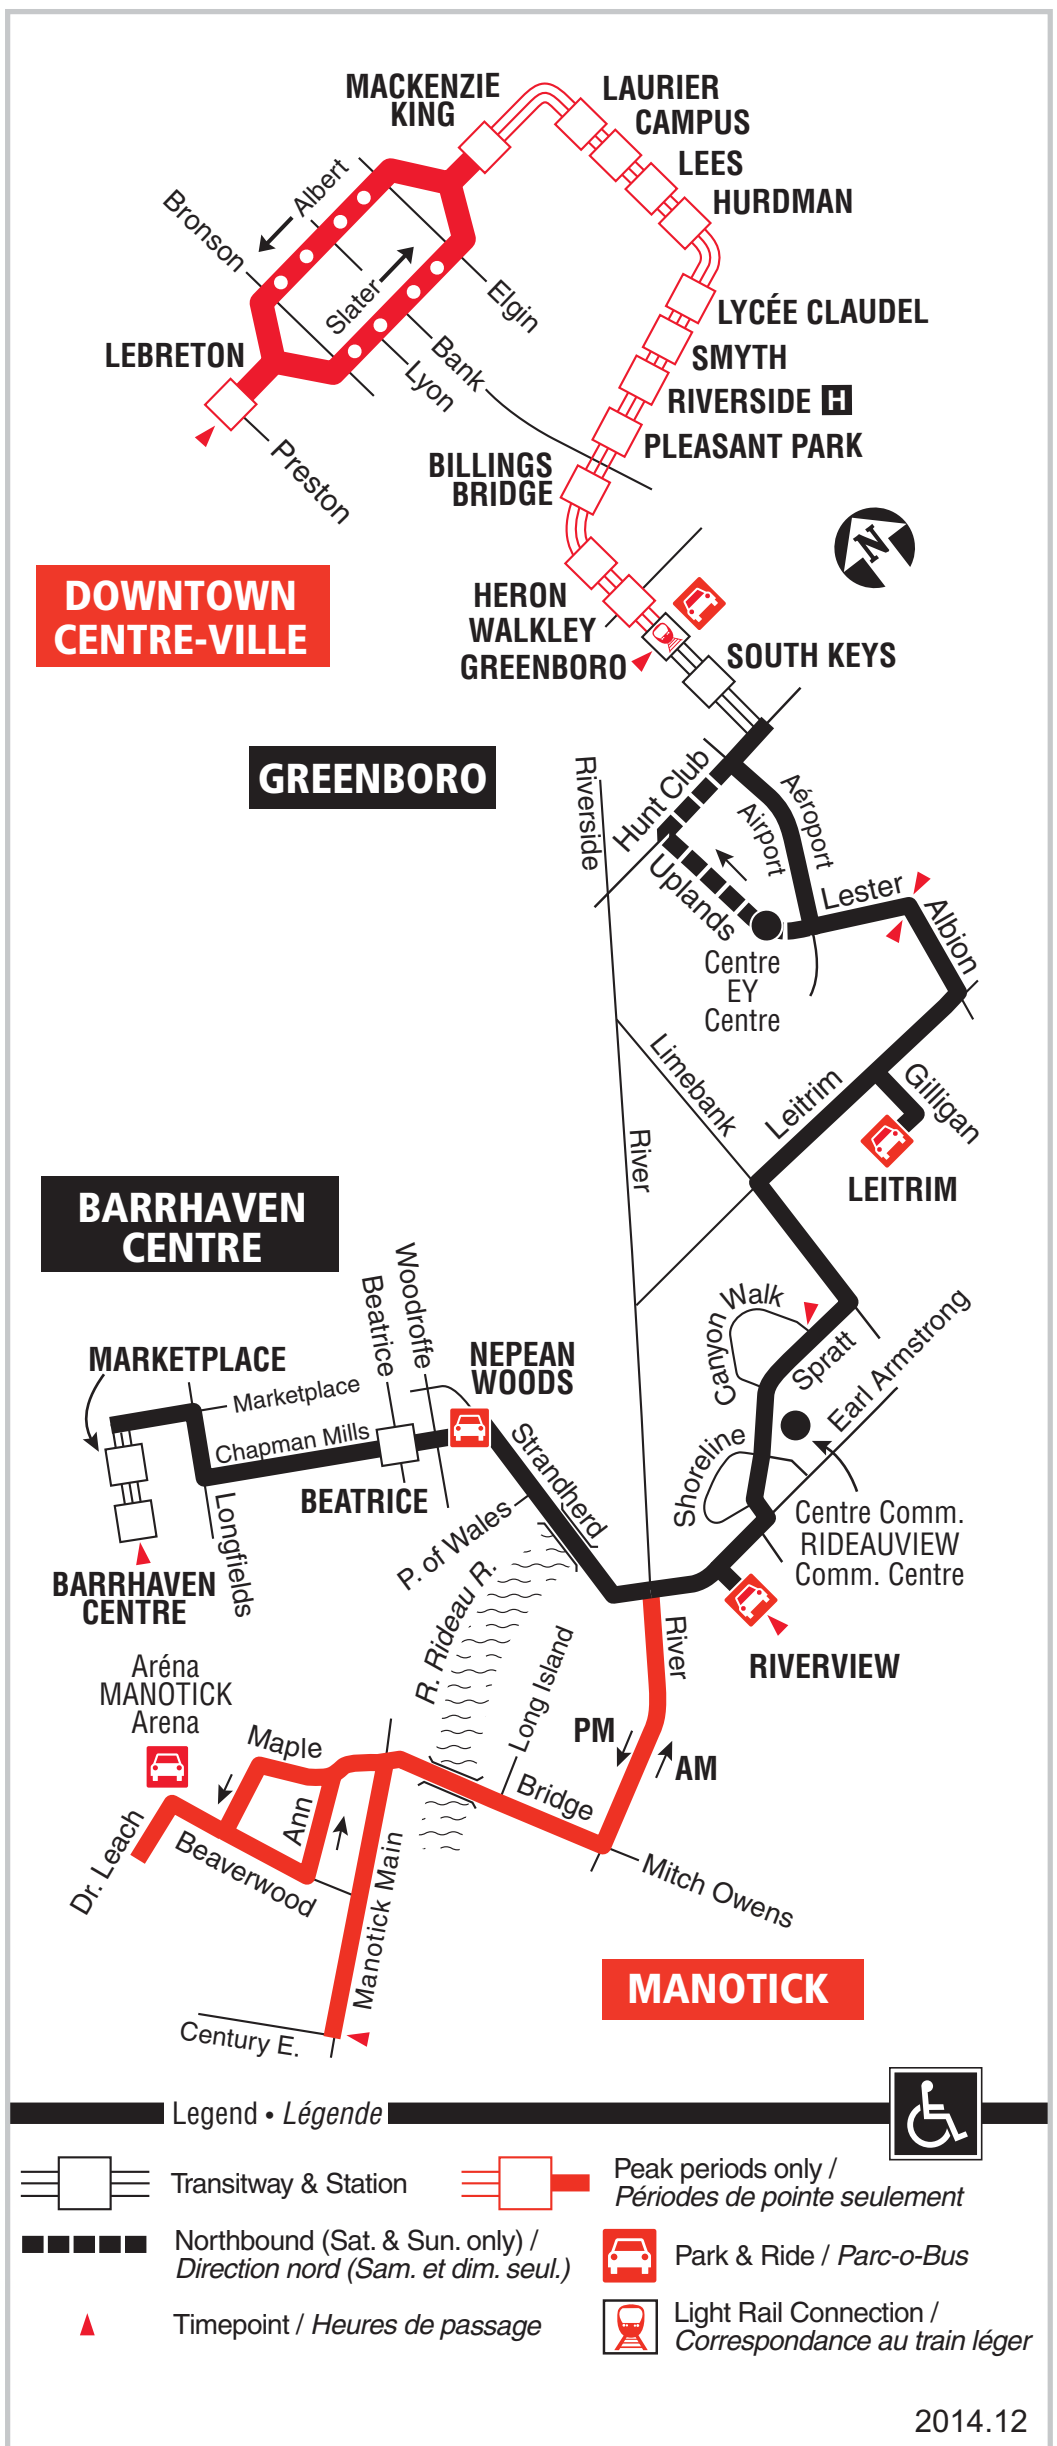 MACKENZIE
KING
LAURIER
CAMPUS
LEES
HURDMAN
Albert
Bronson
Slater
Elgin
LYCÉE CLAUDEL
SMYTH
RIVERSIDE H
PLEASANT PARK
LEBRETON
Bank
Lyon
Preston
BILLINGS
BRIDGE
N
DOWNTOWN
CENTRE-VILLE
HERON
WALKLEY
GREENBORO
SOUTH KEYS
GREENBORO
Riverside
Hunt Club
Aéroport
Airport
Uplands
Lester
Albion
Centre
EY
Centre
Limebank
Leitrim
Gilligan
River
LEITRIM
BARRHAVEN
CENTRE
Woodroffe
Beatrice
Canyon Walk
Spratt
Earl Armstrong
MARKETPLACE
Marketplace
NEPEAN
WOODS
Chapman Mills
Strandherd
Shoreline
BEATRICE
Longfields
P. of Wales
Centre Comm.
RIDEAUVIEW
Comm. Centre
BARRHAVEN
CENTRE
R. Rideau R.
Long Island
River
RIVERVIEW
Aréna
MANOTICK
Arena
Maple
PM
AM
Bridge
Ann
Dr. Leach
Beaverwood
Manotick Main
Mitch Owens
MANOTICK
Century E.
Legend • Légende
Transitway & Station
Peak periods only /
Périodes de pointe seulement
Northbound (Sat. & Sun. only) /
Direction nord (Sam. et dim. seul.)
Park & Ride / Parc-o-Bus
Timepoint / Heures de passage
Light Rail Connection /
Correspondance au train léger
2014.12